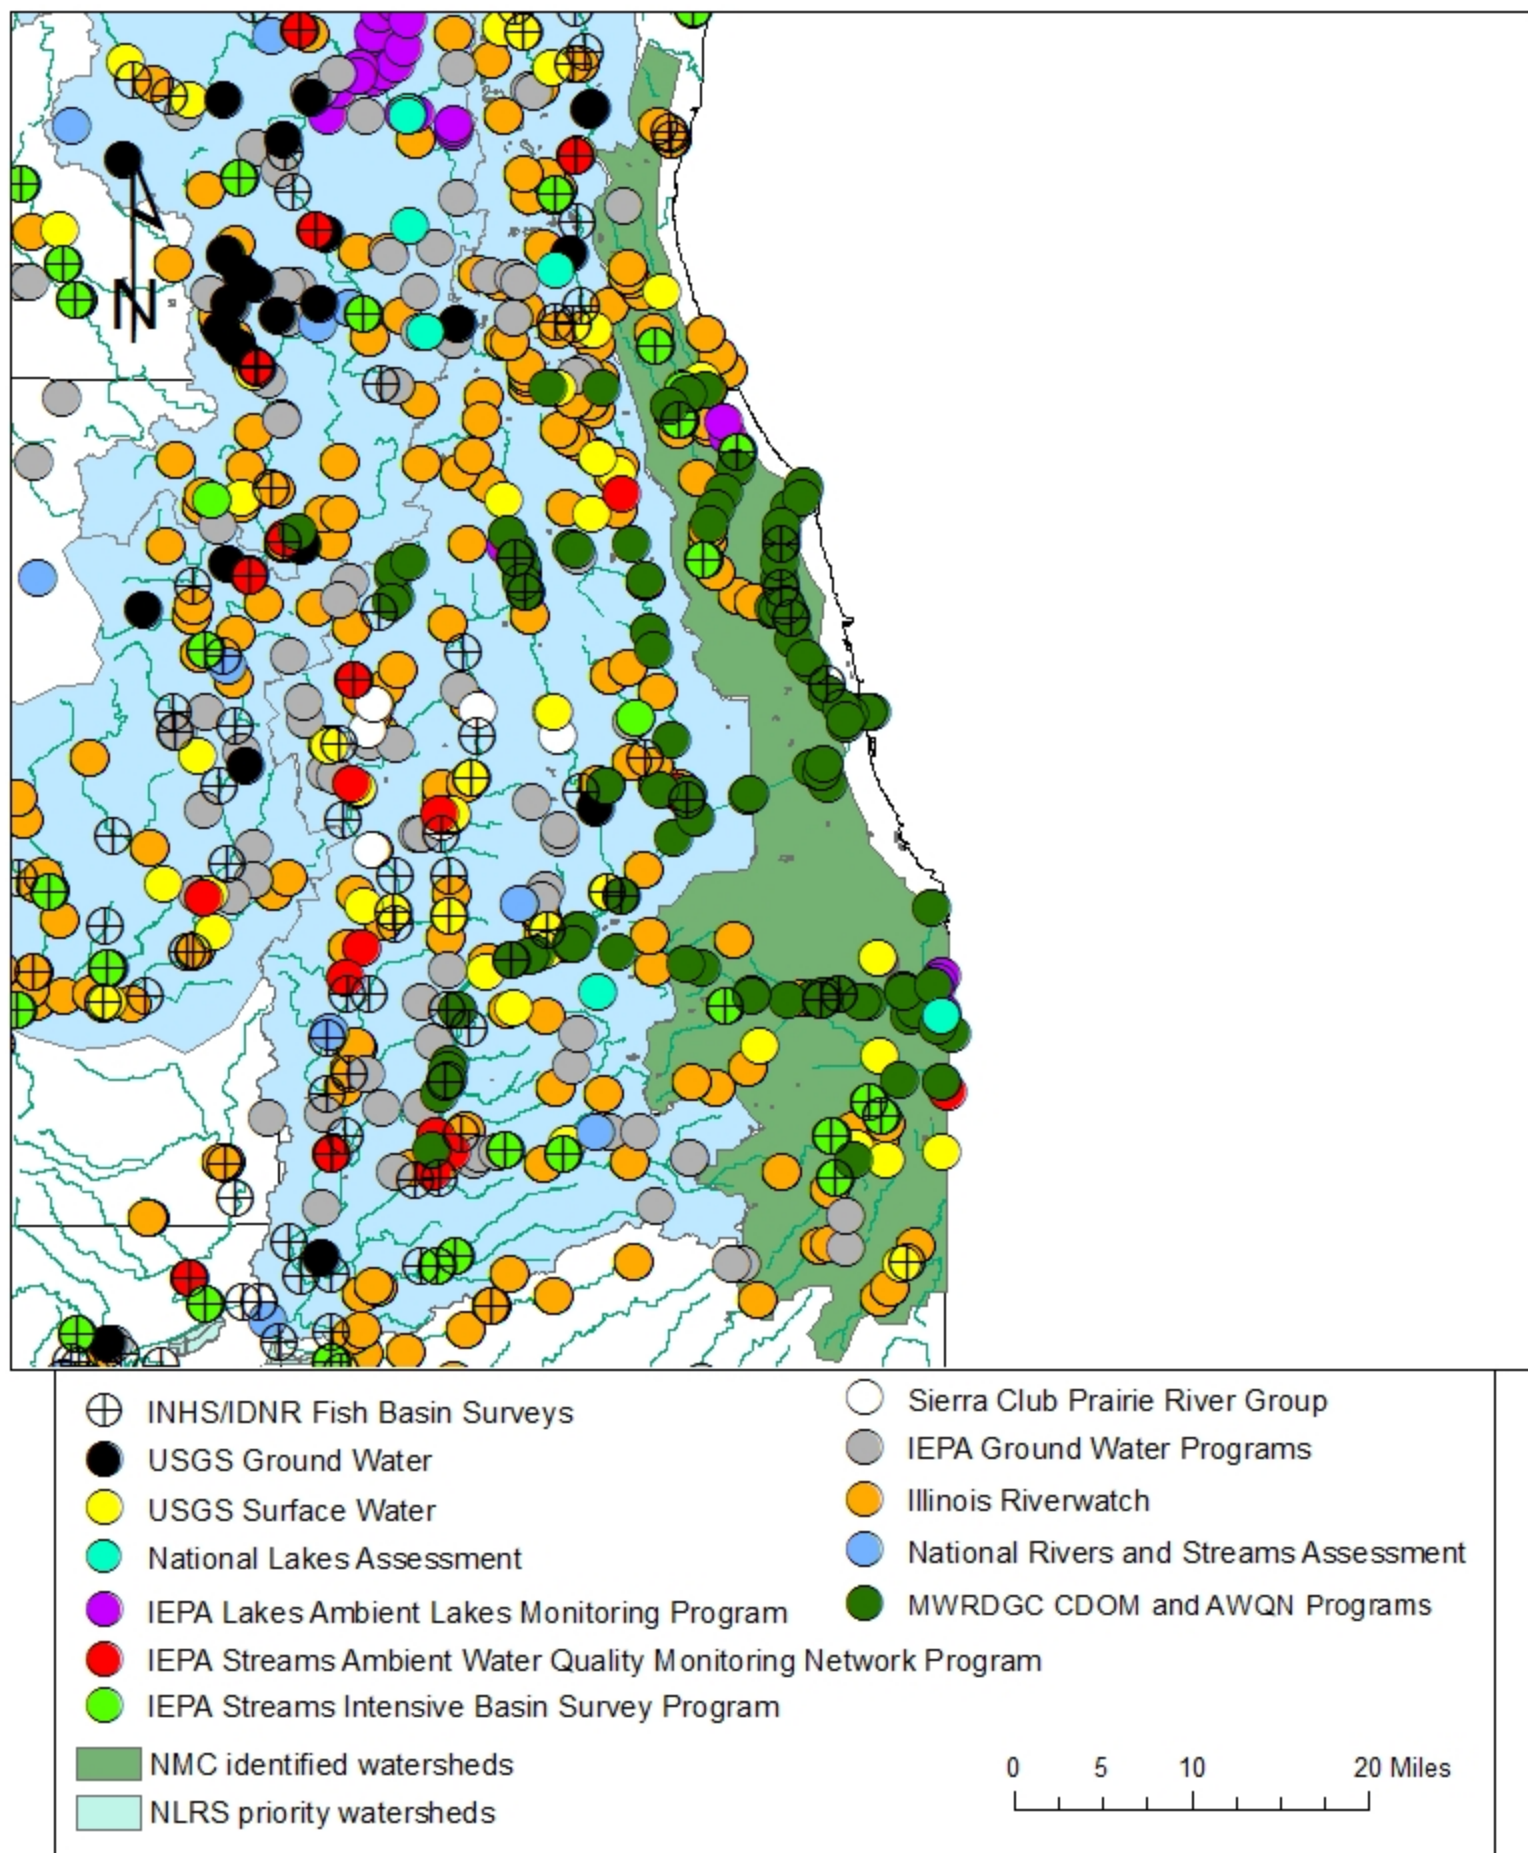 N
INHS/IDNR Fish Basin Surveys
USGS Ground Water
USGS Surface Water
National Lakes Assessment
IEPA Lakes Ambient Lakes Monitoring Program
IEPA Streams Ambient Water Quality Monitoring Network Program
IEPA Streams Intensive Basin Survey Program
NMC identified watersheds
NLRS priority watersheds
Sierra Club Prairie River Group
IEPA Ground Water Programs
Illinois Riverwatch
National Rivers and Streams Assessment
MWRDGC CDOM and AWQN Programs
0 5 10 20 Miles